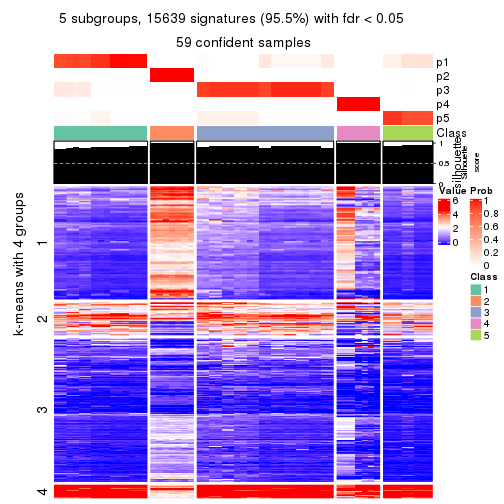 5 subgroups, 15639 signatures (95.5%) with fdr < 0.05
59 confident samples
p1
p2
p3
p4
p5
Class
1
0.5
0
silhouette
Silhouette
score
k-means with 4 groups
1
2
3
4
Value
6
4
2
0
Prob
1
0.8
0.6
0.4
0.2
0
Class
1
2
3
4
5